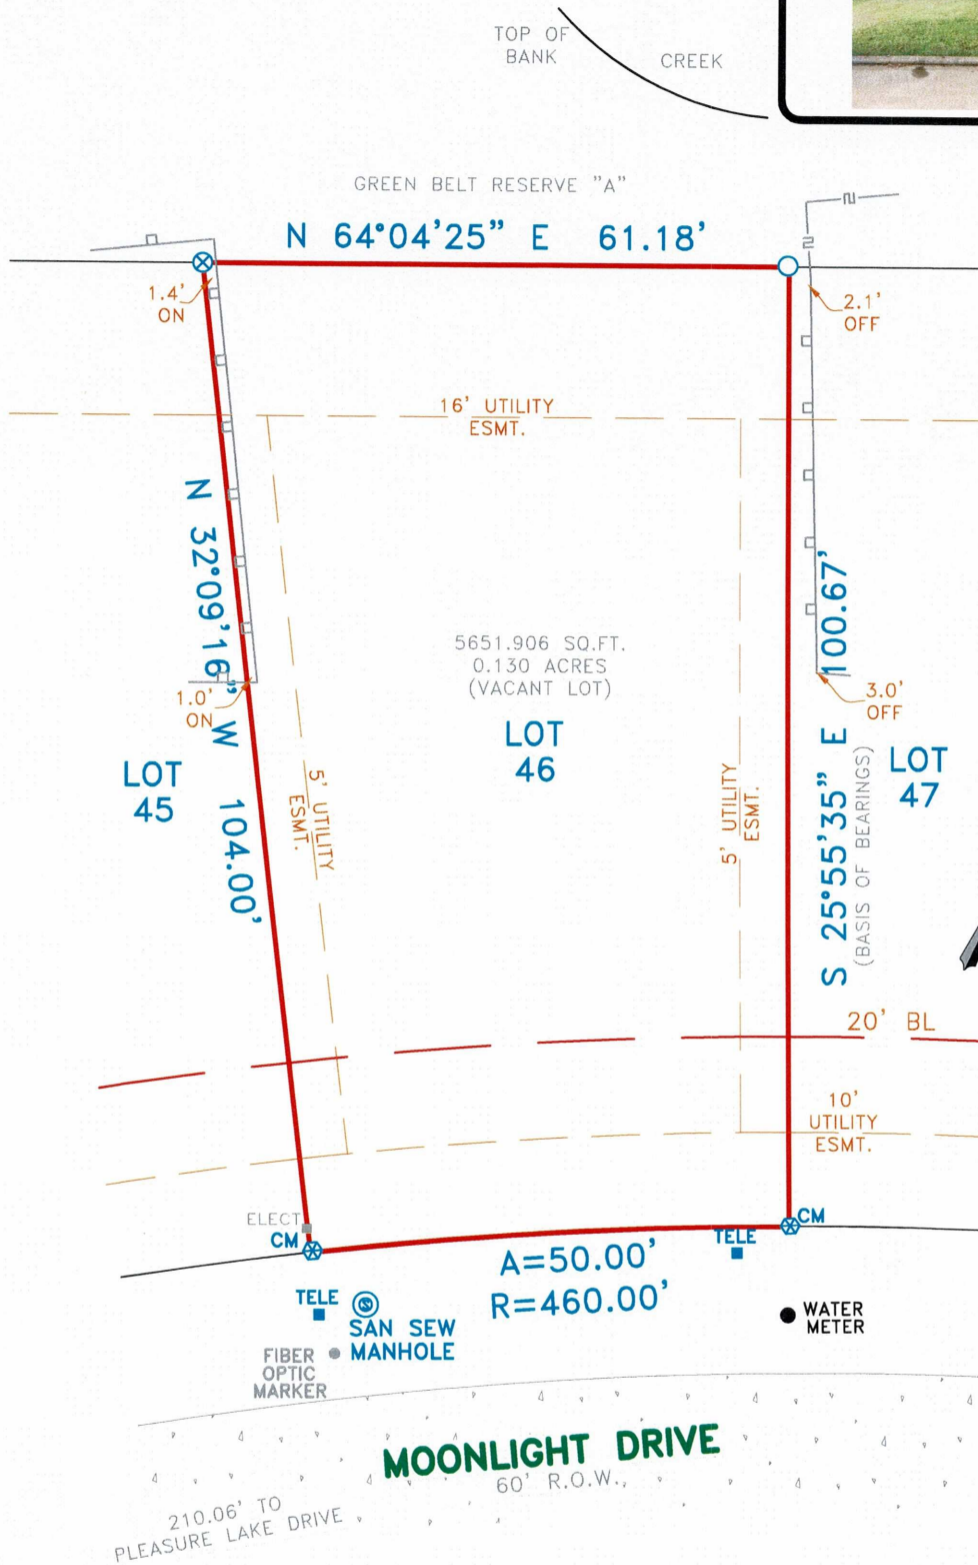 TOP OF
BANK
CREEK
GREEN BELT RESERVE "A"
N 64°04'25" E 61.18'
1.4'
ON
2.1'
OFF
16' UTILITY
ESMT.
N 32°09'16" W 104.00'
5651.906 SQ.FT.
0.130 ACRES
(VACANT LOT)
LOT
46
1.0'
ON
3.0'
OFF
LOT
45
LOT
47
5' UTILITY
ESMT.
5' UTILITY
ESMT.
S 25°55'35" E 100.67'
(BASIS OF BEARINGS)
20' BL
10'
UTILITY
ESMT.
ELECT
CM
CM
TELE
A=50.00'
R=460.00'
TELE
S
SAN SEW
MANHOLE
WATER
METER
FIBER
OPTIC
MARKER
MOONLIGHT DRIVE
60' R.O.W.
210.06' TO
PLEASURE LAKE DRIVE